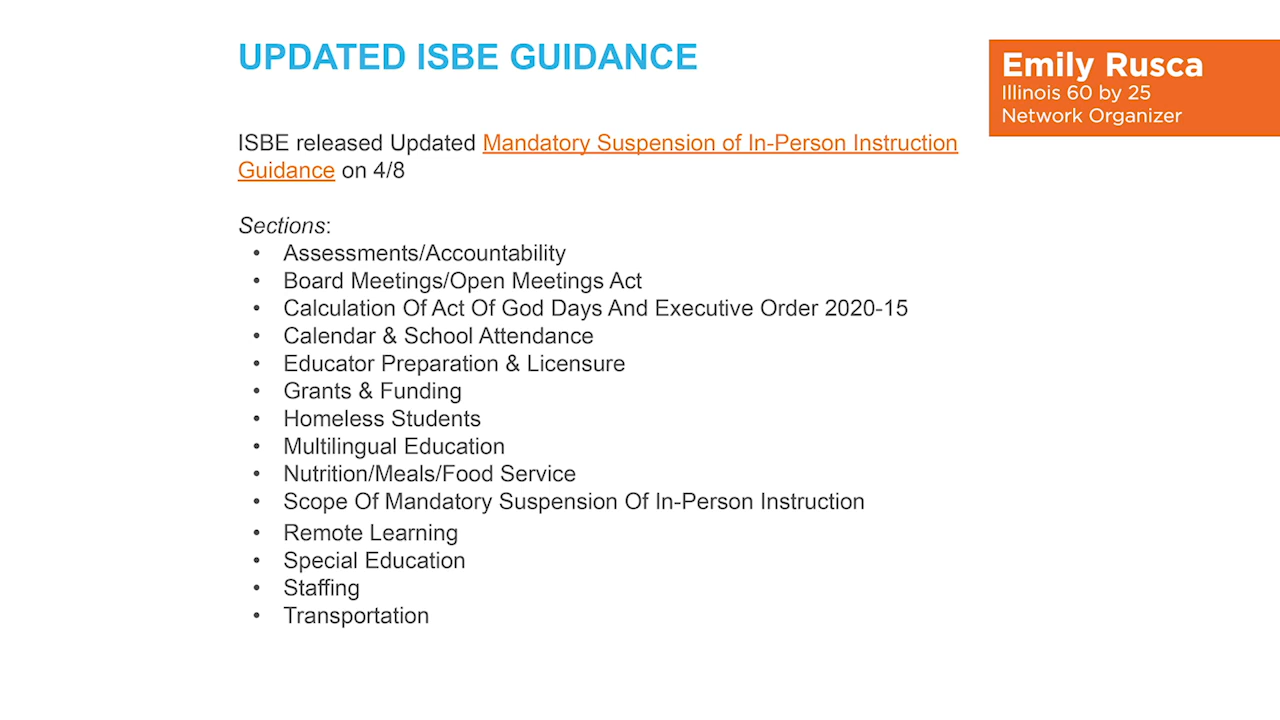 UPDATED ISBE GUIDANCE
Emily Rusca
Illinois 60 by 25
Network Organizer
ISBE released Updated Mandatory Suspension of In-Person Instruction
Guidance on 4/8
Sections:
• Assessments/Accountability
• Board Meetings/Open Meetings Act
• Calculation Of Act Of God Days And Executive Order 2020-15
• Calendar & School Attendance
• Educator Preparation & Licensure
• Grants & Funding
• Homeless Students
• Multilingual Education
• Nutrition/Meals/Food Service
• Scope Of Mandatory Suspension Of In-Person Instruction
• Remote Learning
• Special Education
• Staffing
• Transportation